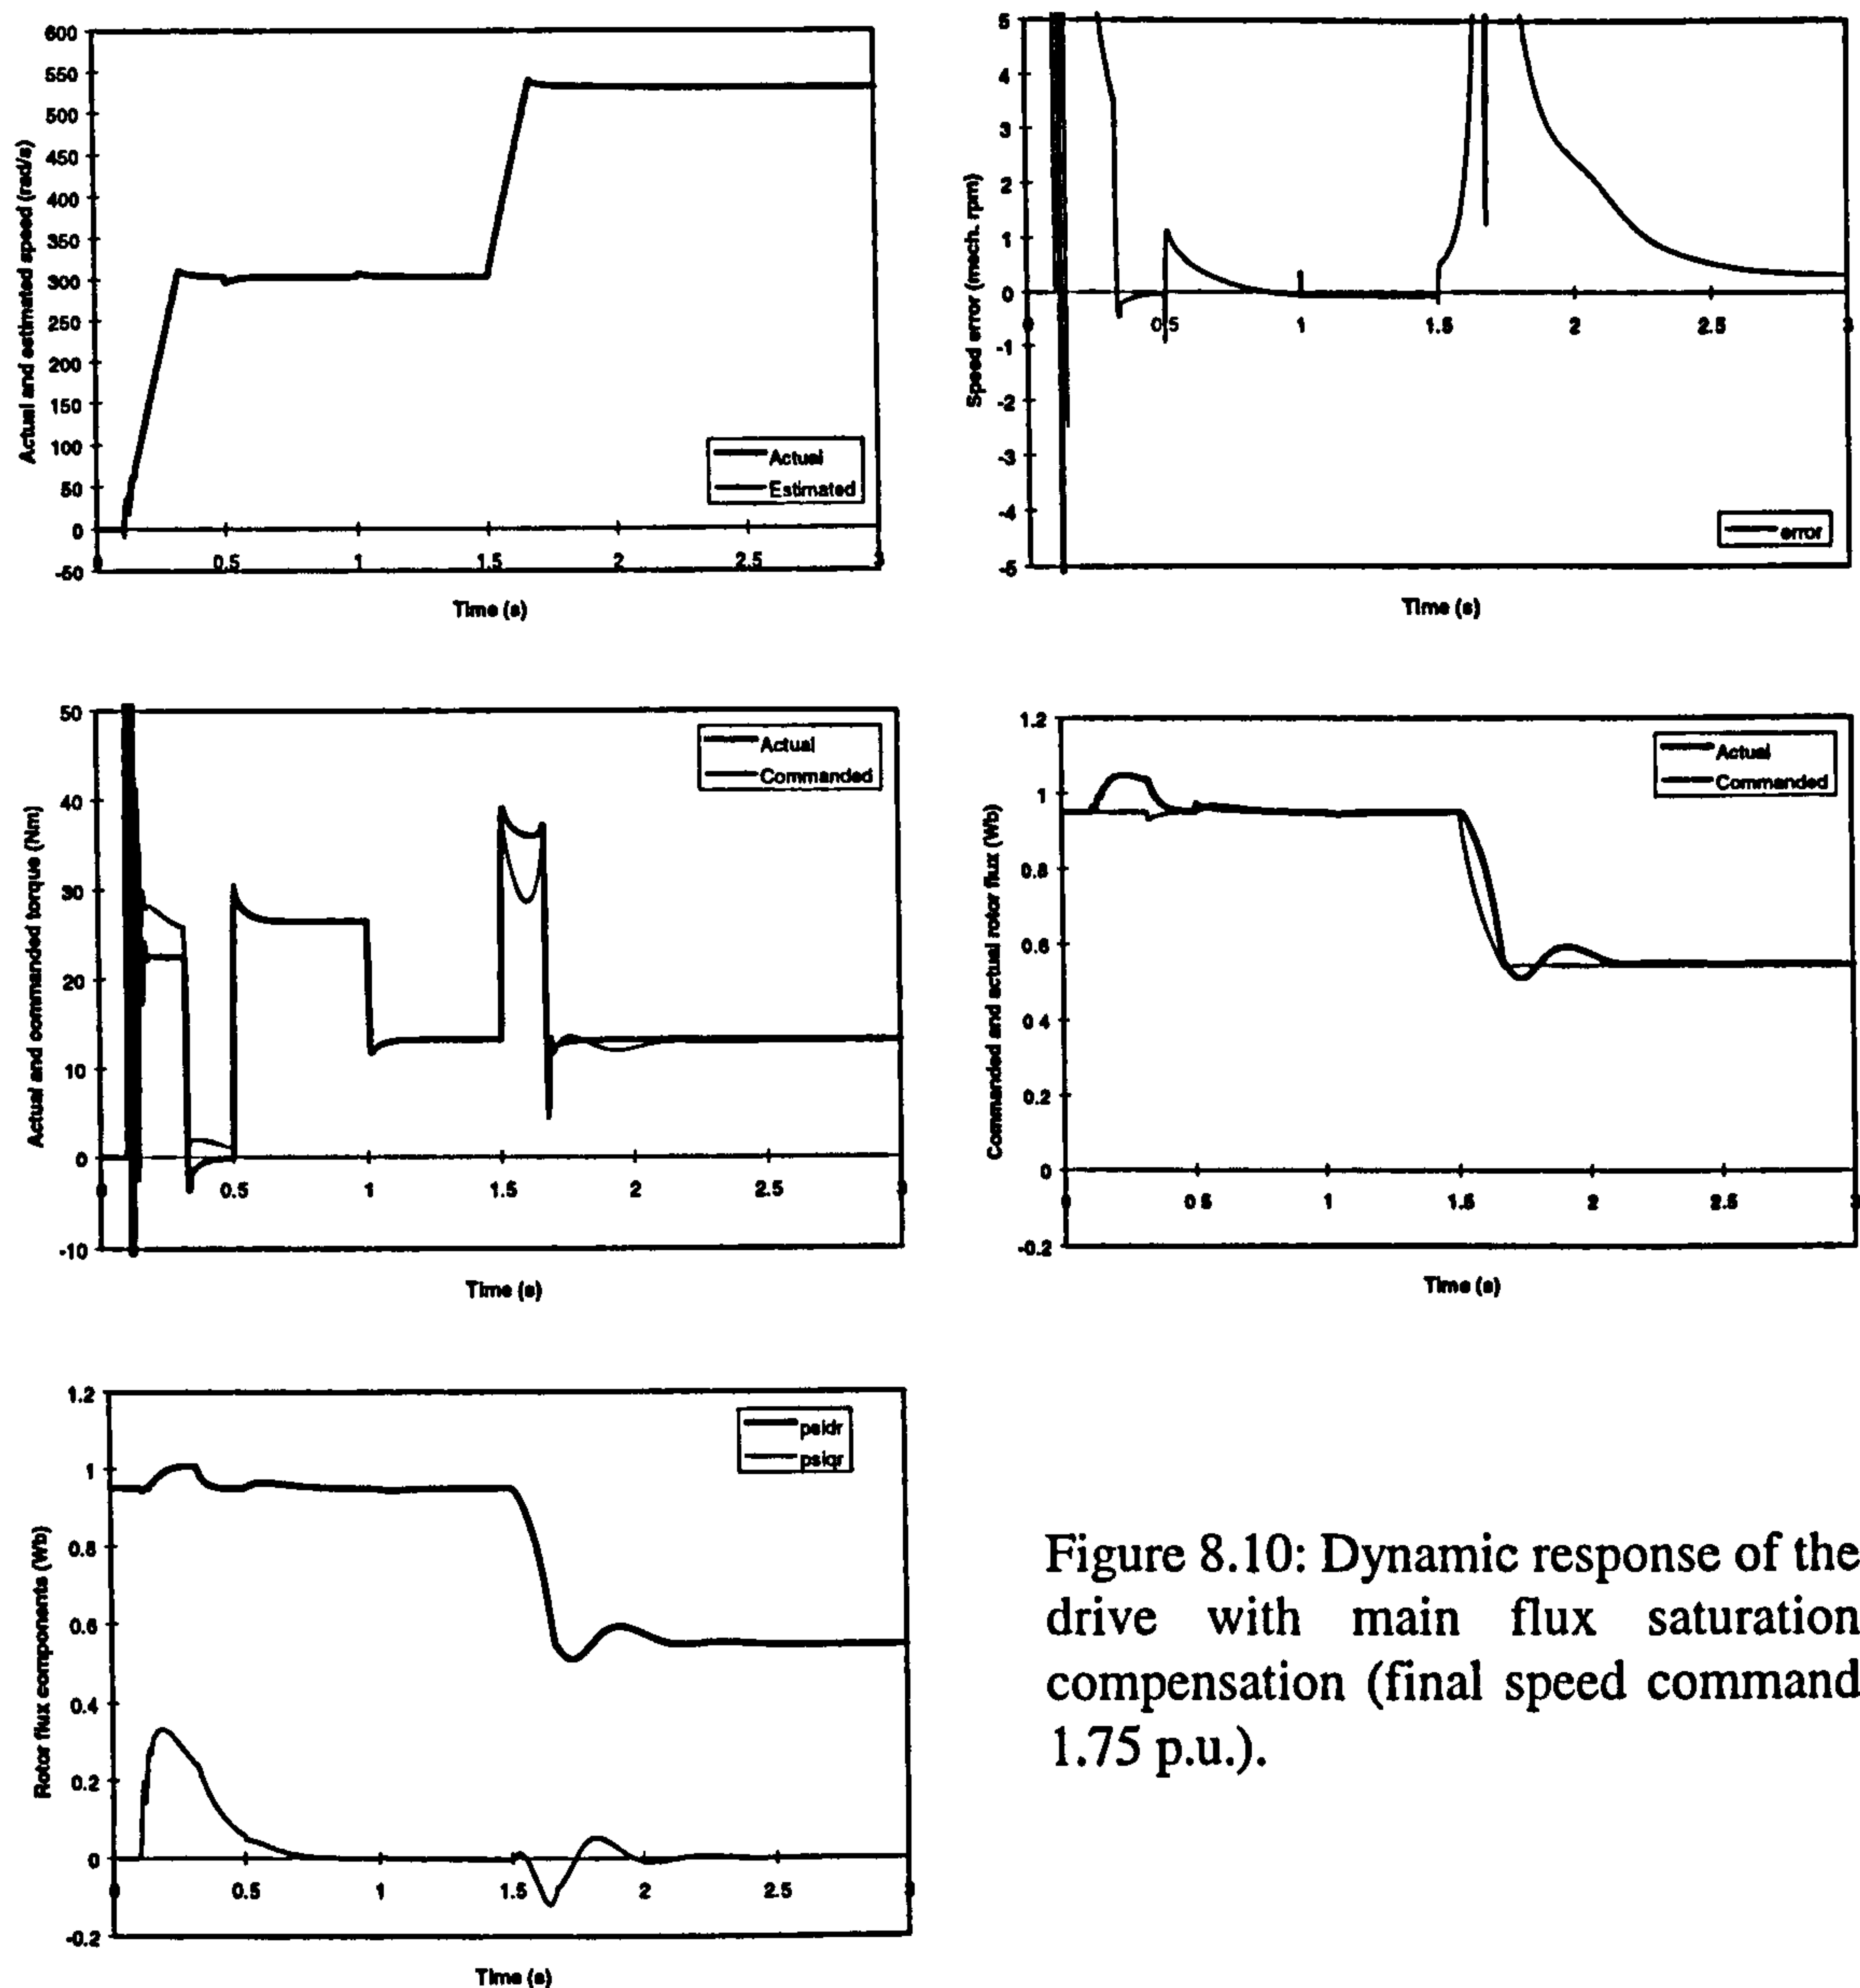 600
550
500
450
400
350
300
250
200
150
100
50
0
-50
Actual and estimated speed (rad/s)
Actual
Estimated
0 0.5 1 1.5 2 2.5 3
Time (s)
5
4
3
2
1
0
-1
-2
-3
-4
-5
Speed error (mech. rpm)
error
0 0.5 1 1.5 2 2.5 3
Time (s)
50
40
30
20
10
0
-10
Actual and commanded torque (Nm)
Actual
Commanded
0 0.5 1 1.5 2 2.5 3
Time (s)
1.2
1
0.8
0.6
0.4
0.2
0
-0.2
Commanded and actual rotor flux (Wb)
Actual
Commanded
0 0.5 1 1.5 2 2.5 3
Time (s)
1.2
1
0.8
0.6
0.4
0.2
0
-0.2
Rotor flux components (Wb)
psidr
psiqr
0 0.5 1 1.5 2 2.5 3
Time (s)
Figure 8.10: Dynamic response of the
drive with main flux saturation
compensation (final speed command
1.75 p.u.).